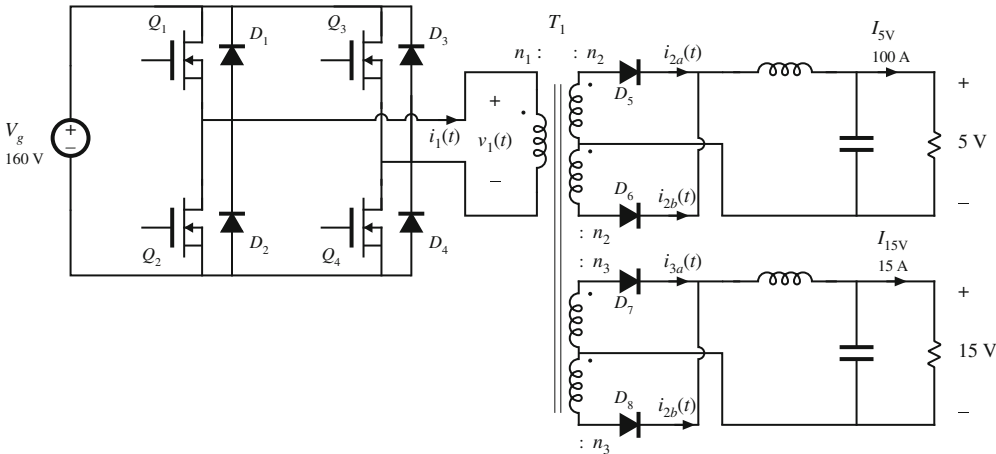 Q1
D1
Q3
D3
T1
n1 :
: n2
i2a(t)
I5V
100 A
D5
Vg
160 V
+
−
i1(t)
+
v1(t)
−
+
5 V
−
D6
i2b(t)
: n2
Q2
D2
Q4
D4
: n3
i3a(t)
I15V
15 A
D7
+
15 V
−
D8
i2b(t)
: n3